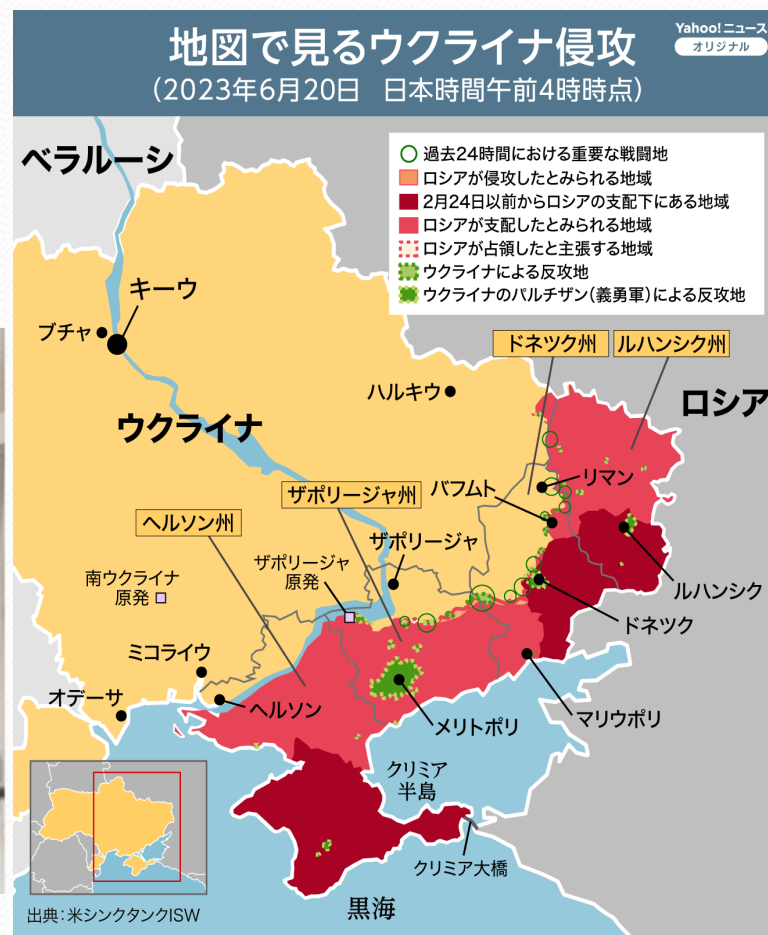 地図で見るウクライナ侵攻
Yahoo!ニュース
オリジナル
(2023年6月20日 日本時間午前4時時点)
ベラルーシ
過去24時間における重要な戦闘地
ロシアが侵攻したとみられる地域
2月24日以前からロシアの支配下にある地域
ロシアが支配したとみられる地域
ロシアが占領したと主張する地域
ウクライナによる反攻地
ウクライナのパルチザン(義勇軍)による反攻地
キーウ
ブチャ
ドネツク州
ルハンシク州
ハルキウ
ロシア
ウクライナ
リマン
バフムト
ザポリージャ州
ヘルソン州
ザポリージャ
ザポリージャ
原発
南ウクライナ
原発
ルハンシク
ドネツク
ミコライウ
オデーサ
ヘルソン
マリウポリ
メリトポリ
クリミア
半島
クリミア大橋
黒海
出典:米シンクタンクISW